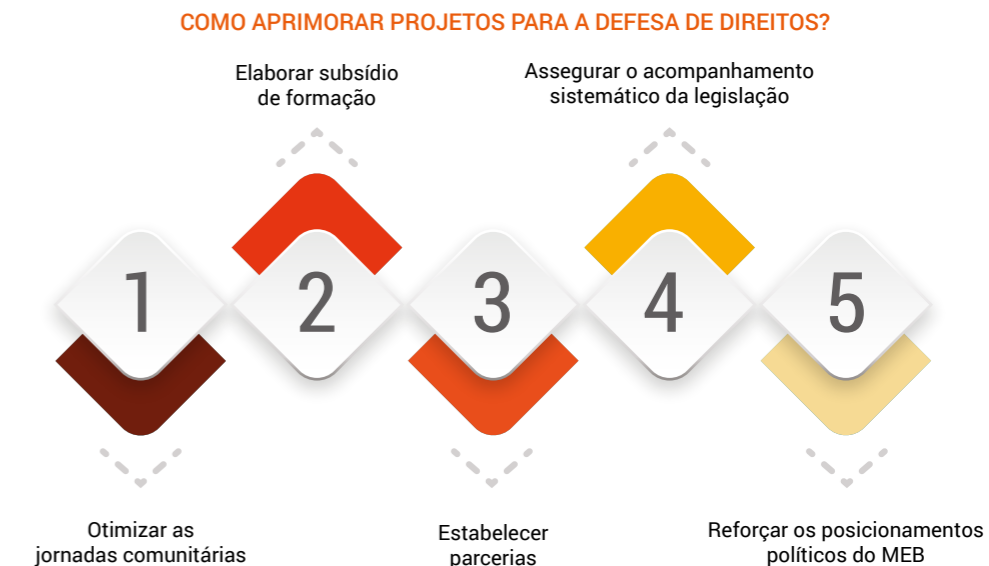 COMO APRIMORAR PROJETOS PARA A DEFESA DE DIREITOS?
Elaborar subsídio
de formação
Assegurar o acompanhamento
sistemático da legislação
1
2
3
4
5
Otimizar as
jornadas comunitárias
Estabelecer
parcerias
Reforçar os posicionamentos
políticos do MEB